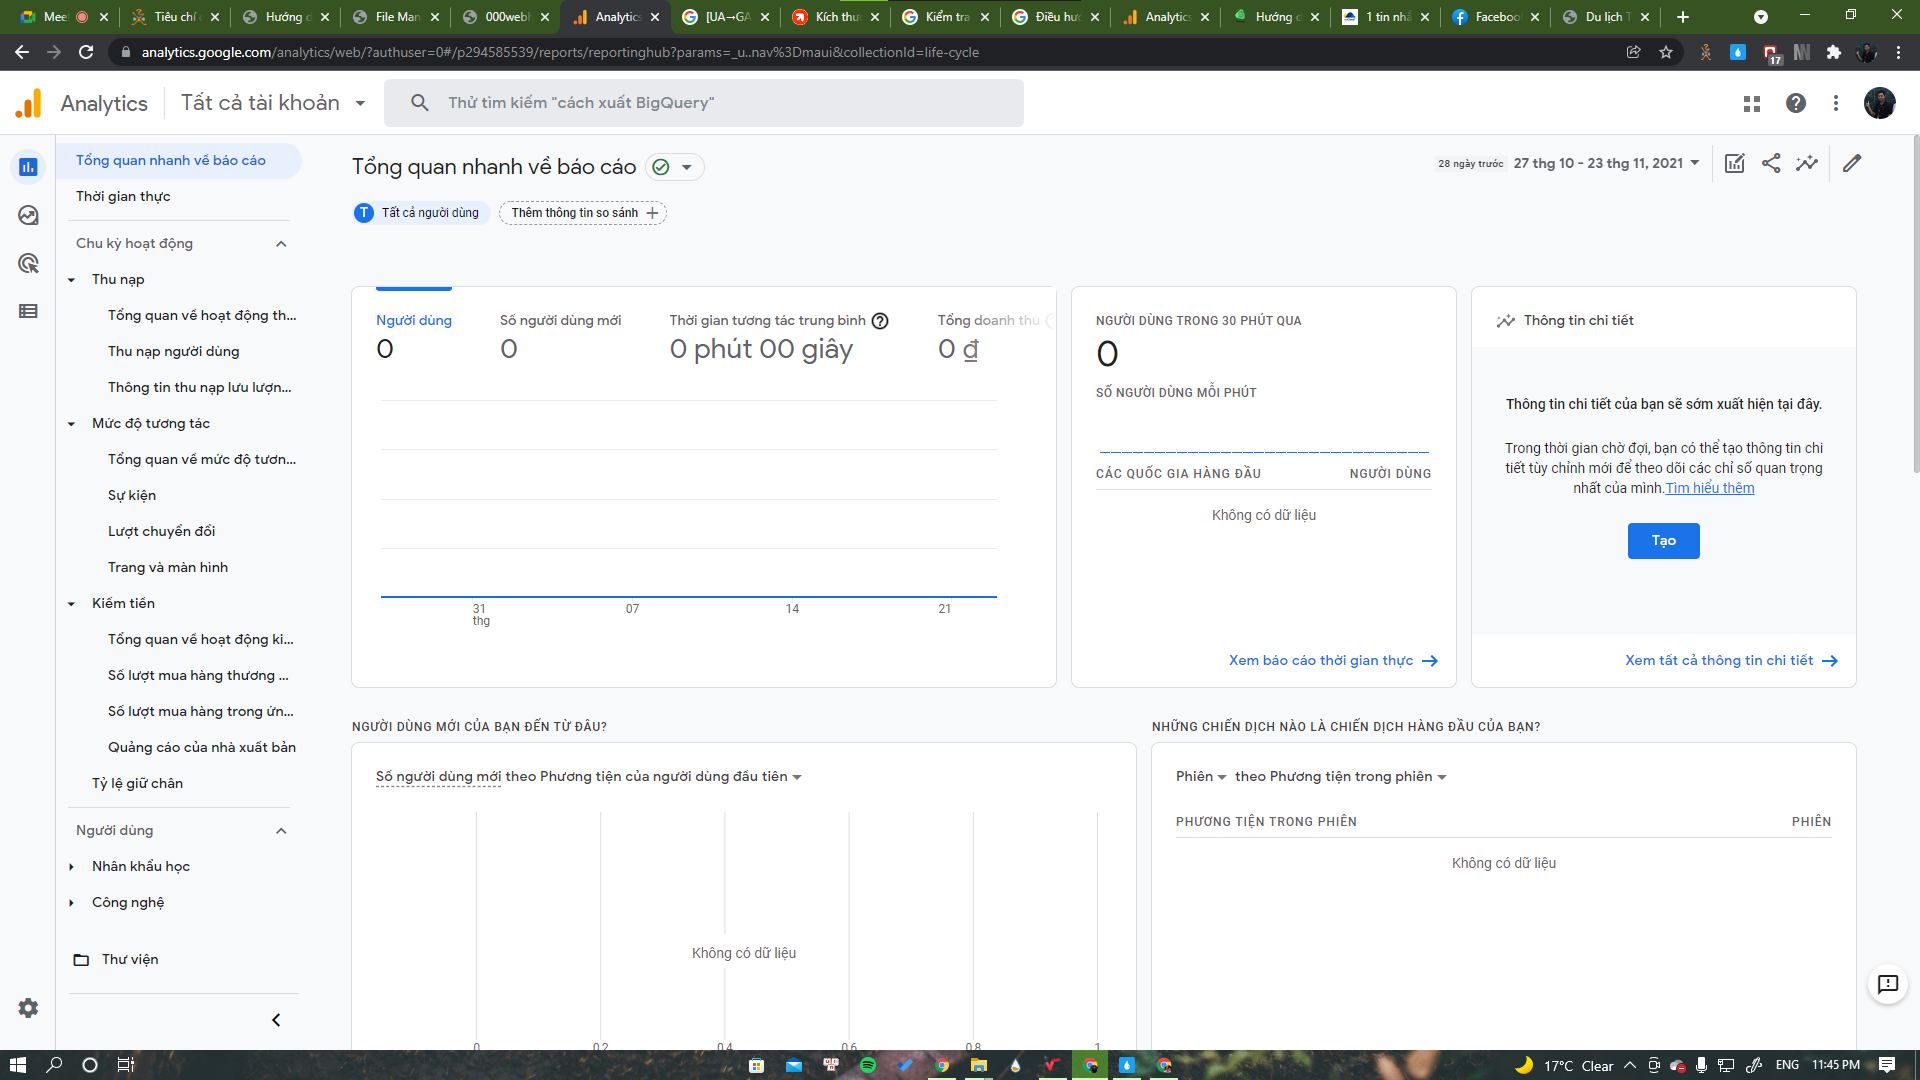 Meet
Tiêu chí
Hướng d
File Man
000webh
Analytics
[UA→GA
Kích thu
Kiểm tra
Điều hư
Analytics
Hướng d
1 tin nhắ
Facebook
Du lịch T
analytics.google.com/analytics/web/?authuser=0#/p294585539/reports/reportinghub?params=_u..nav%3Dmaui&collectionId=life-cycle
17
Analytics
Tất cả tài khoản
Thử tìm kiếm "cách xuất BigQuery"
Tổng quan nhanh về báo cáo
Thời gian thực
Chu kỳ hoạt động
Thu nạp
Tổng quan về hoạt động th...
Thu nạp người dùng
Thông tin thu nạp lưu lượn...
Mức độ tương tác
Tổng quan về mức độ tươn...
Sự kiện
Lượt chuyển đổi
Trang và màn hình
Kiếm tiền
Tổng quan về hoạt động ki...
Số lượt mua hàng thương ...
Số lượt mua hàng trong ứn...
Quảng cáo của nhà xuất bản
Tỷ lệ giữ chân
Người dùng
Nhân khẩu học
Công nghệ
Thư viện
Tổng quan nhanh về báo cáo
28 ngày trước 27 thg 10 - 23 thg 11, 2021
T Tất cả người dùng
Thêm thông tin so sánh
Người dùng
0
Số người dùng mới
0
Thời gian tương tác trung bình
0 phút 00 giây
Tổng doanh thu
0 ₫
31 thg
07
14
21
NGƯỜI DÙNG TRONG 30 PHÚT QUA
0
SỐ NGƯỜI DÙNG MỖI PHÚT
CÁC QUỐC GIA HÀNG ĐẦU NGƯỜI DÙNG
Không có dữ liệu
Xem báo cáo thời gian thực
Thông tin chi tiết
Thông tin chi tiết của bạn sẽ sớm xuất hiện tại đây.
Trong thời gian chờ đợi, bạn có thể tạo thông tin chi
tiết tùy chỉnh mới để theo dõi các chỉ số quan trọng
nhất của mình.Tìm hiểu thêm
Tạo
Xem tất cả thông tin chi tiết
NGƯỜI DÙNG MỚI CỦA BẠN ĐẾN TỪ ĐÂU?
Số người dùng mới theo Phương tiện của người dùng đầu tiên
Không có dữ liệu
0 0.2 0.4 0.6 0.8 1
NHỮNG CHIẾN DỊCH NÀO LÀ CHIẾN DỊCH HÀNG ĐẦU CỦA BẠN?
Phiên theo Phương tiện trong phiên
PHƯƠNG TIỆN TRONG PHIÊN PHIÊN
Không có dữ liệu
17°C Clear
ENG
11:45 PM